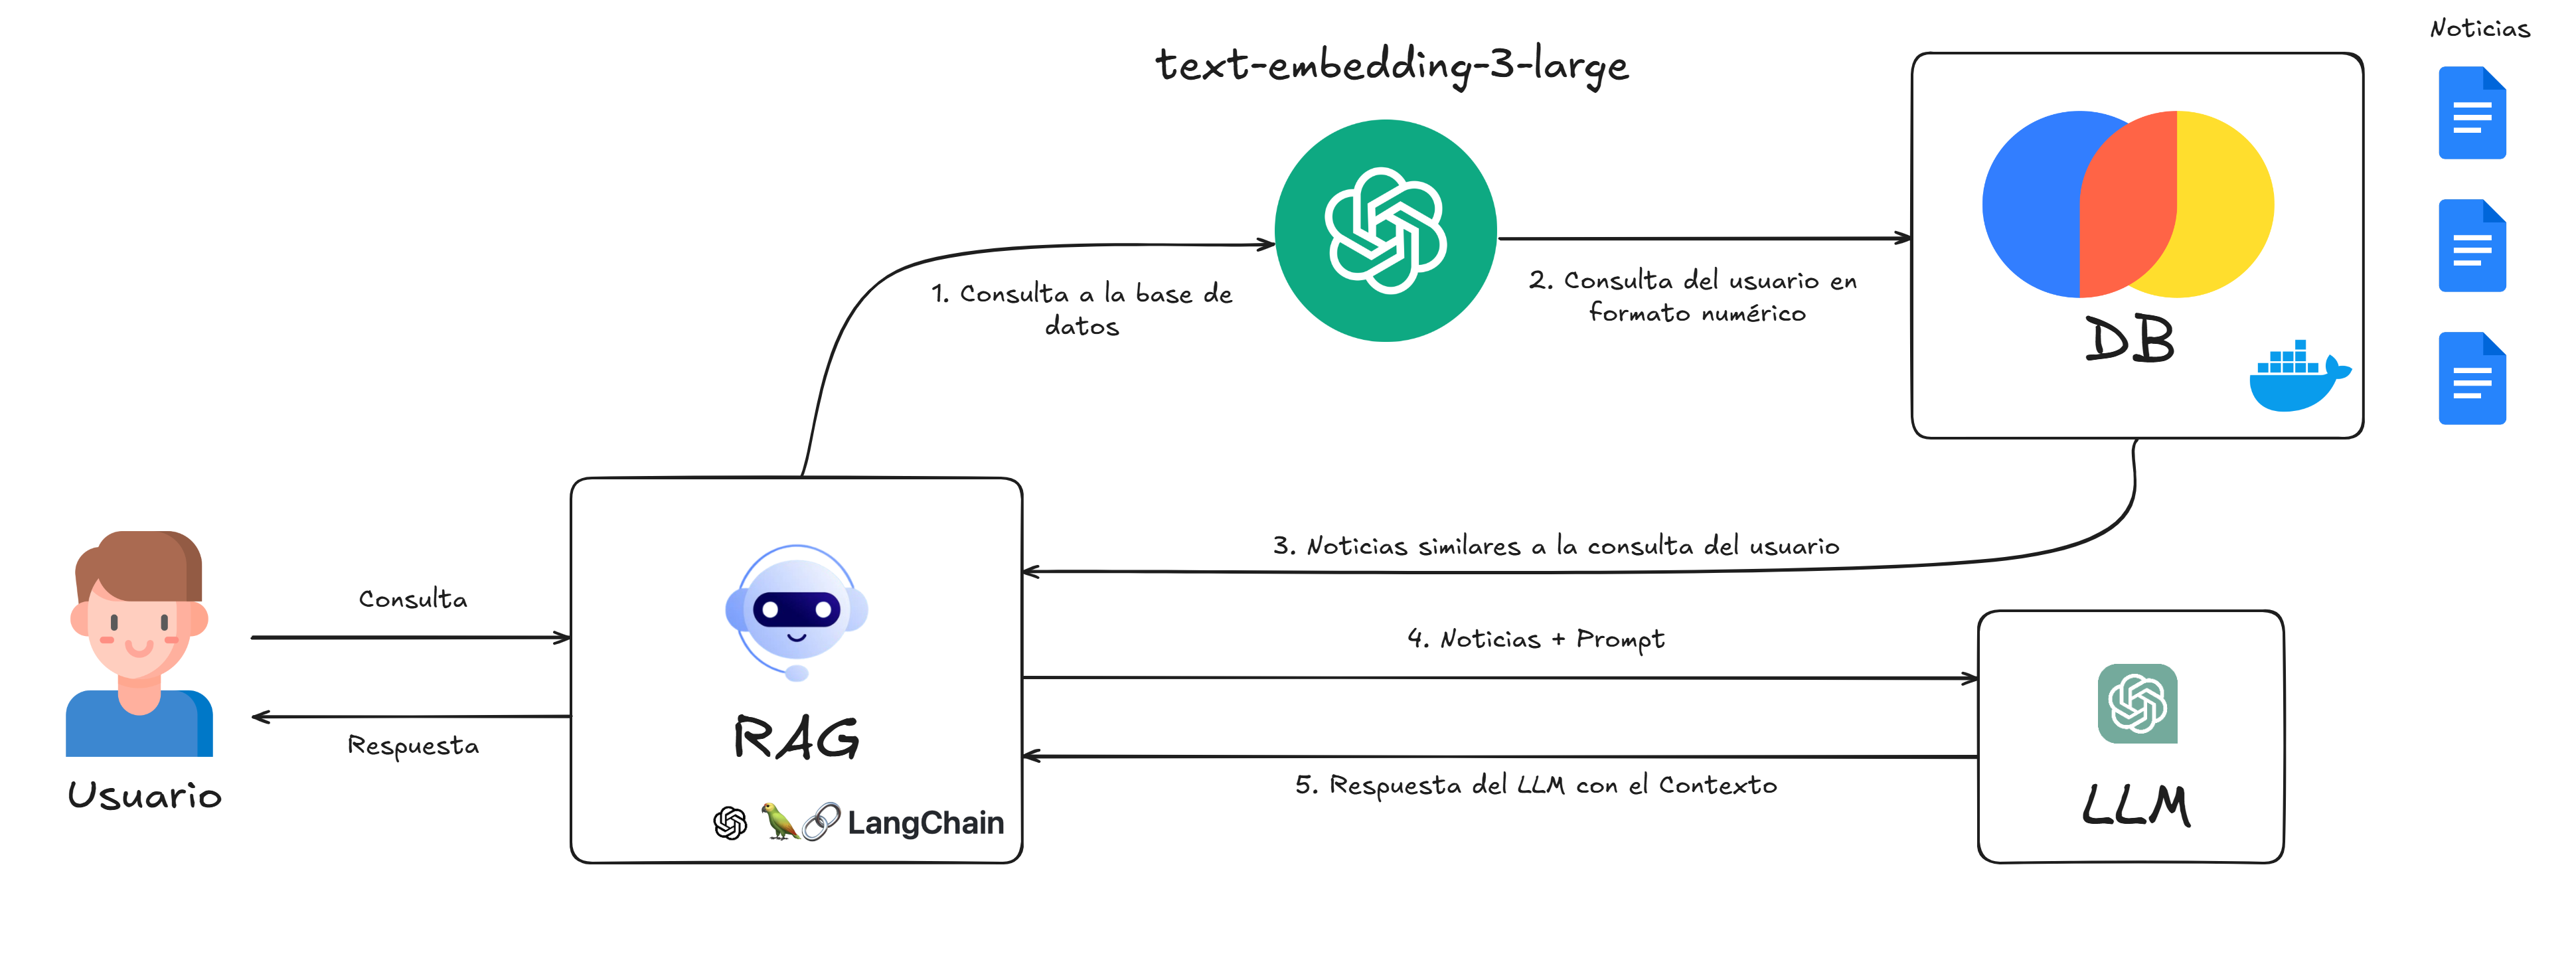 Noticias
text-embedding-3-large
1. Consulta a la base de
datos
2. Consulta del usuario en
formato numérico
DB
3. Noticias similares a la consulta del usuario
Consulta
4. Noticias + Prompt
RAG
Respuesta
5. Respuesta del LLM con el Contexto
Usuario
LangChain
LLM